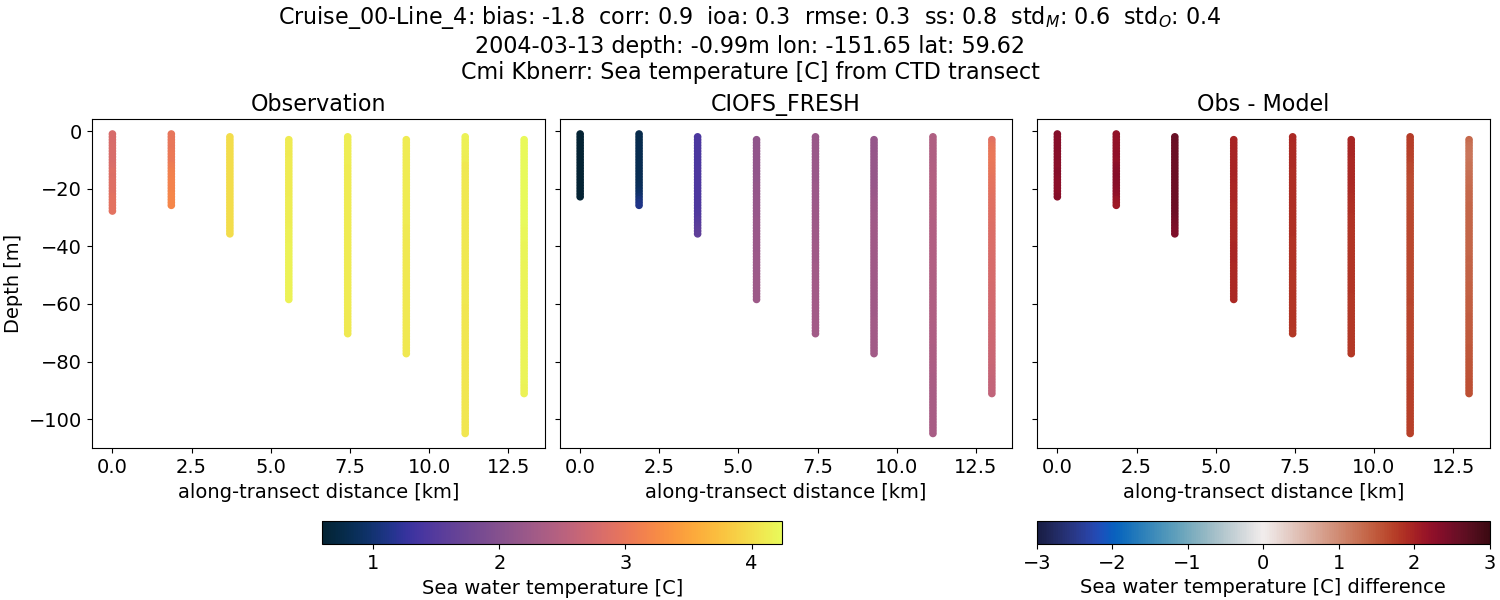 Cruise_00-Line_4: bias: -1.8  corr: 0.9  ioa: 0.3  rmse: 0.3  ss: 0.8  std_M: 0.6  std_O: 0.4
2004-03-13 depth: -0.99m lon: -151.65 lat: 59.62
Cmi Kbnerr: Sea temperature [C] from CTD transect
Observation
CIOFS_FRESH
Obs - Model
Depth [m]
0
−20
−40
−60
−80
−100
0.0 2.5 5.0 7.5 10.0 12.5
0.0 2.5 5.0 7.5 10.0 12.5
0.0 2.5 5.0 7.5 10.0 12.5
along-transect distance [km]
along-transect distance [km]
along-transect distance [km]
1 2 3 4
Sea water temperature [C]
−3 −2 −1 0 1 2 3
Sea water temperature [C] difference